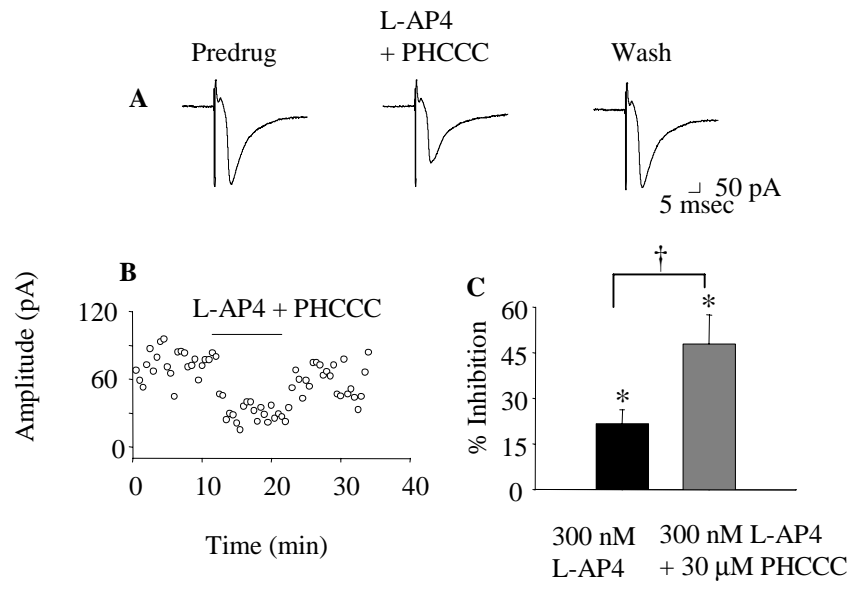 Predrug
L-AP4
+ PHCCC
Wash
A
50 pA
5 msec
B
L-AP4 + PHCCC
Amplitude (pA)
120
60
0
0 10 20 30 40
Time (min)
C
†
*
*
% Inhibition
60
45
30
15
0
300 nM
L-AP4
300 nM L-AP4
+ 30 μM PHCCC